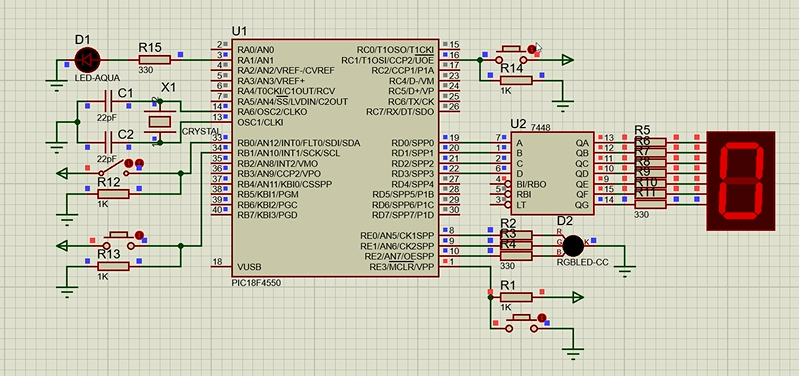 D1
LED-AQUA
R15
330
C1
22pF
C2
22pF
X1
CRYSTAL
R12
1K
R13
1K
U1
2
RA0/AN0
3
RA1/AN1
4
RA2/AN2/VREF-/CVREF
5
RA3/AN3/VREF+
6
RA4/T0CKI/C1OUT/RCV
7
RA5/AN4/SS/LVDIN/C2OUT
14
RA6/OSC2/CLKO
13
OSC1/CLKI
33
RB0/AN12/INT0/FLT0/SDI/SDA
34
RB1/AN10/INT1/SCK/SCL
35
RB2/AN8/INT2/VMO
36
RB3/AN9/CCP2/VPO
37
RB4/AN11/KBI0/CSSPP
38
RB5/KBI1/PGM
39
RB6/KBI2/PGC
40
RB7/KBI3/PGD
18
VUSB
PIC18F4550
RC0/T1OSO/T1CKI
15
RC1/T1OSI/CCP2/UOE
16
RC2/CCP1/P1A
17
RC4/D-/VM
23
RC5/D+/VP
24
RC6/TX/CK
25
RC7/RX/DT/SDO
26
RD0/SPP0
19
RD1/SPP1
20
RD2/SPP2
21
RD3/SPP3
22
RD4/SPP4
27
RD5/SPP5/P1B
28
RD6/SPP6/P1C
29
RD7/SPP7/P1D
30
RE0/AN5/CK1SPP
8
RE1/AN6/CK2SPP
9
RE2/AN7/OESPP
10
RE3/MCLR/VPP
1
R14
1K
U2
7448
7
A
1
B
2
C
6
D
4
BI/RBO
5
RBI
3
LT
QA
13
QB
12
QC
11
QD
10
QE
9
QF
15
QG
14
R5
R6
R7
R8
R9
R10
R11
330
R2
R3
R4
330
D2
R
G
B
K
RGBLED-CC
R1
1K